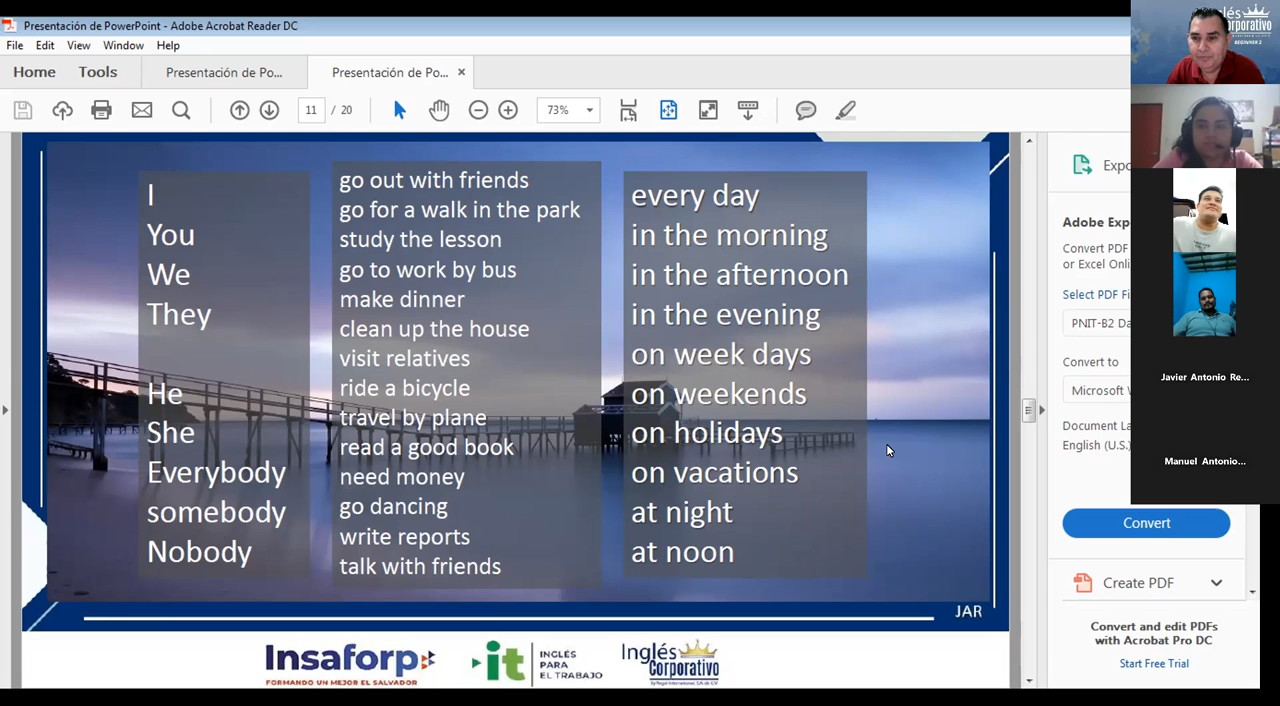 Presentación de PowerPoint - Adobe Acrobat Reader DC
File Edit View Window Help
Home Tools Presentación de Po... Presentación de Po... ×
11 / 20 73%
I
You
We
They
He
She
Everybody
somebody
Nobody
go out with friends
go for a walk in the park
study the lesson
go to work by bus
make dinner
clean up the house
visit relatives
ride a bicycle
travel by plane
read a good book
need money
go dancing
write reports
talk with friends
every day
in the morning
in the afternoon
in the evening
on week days
on weekends
on holidays
on vacations
at night
at noon
JAR
Insaforp
FORMANDO UN MEJOR EL SALVADOR
it
INGLÉS
PARA
EL TRABAJO
Inglés
Corporativo
Adobe Exp
Convert PDF
or Excel Onli
Select PDF Fi
PNIT-B2 Da
Convert to
Microsoft
Document La
English (U.S.)
Convert
Create PDF
Convert and edit PDFs
with Acrobat Pro DC
Start Free Trial
BEGINNER 2
Javier Antonio Re...
Manuel Antonio...